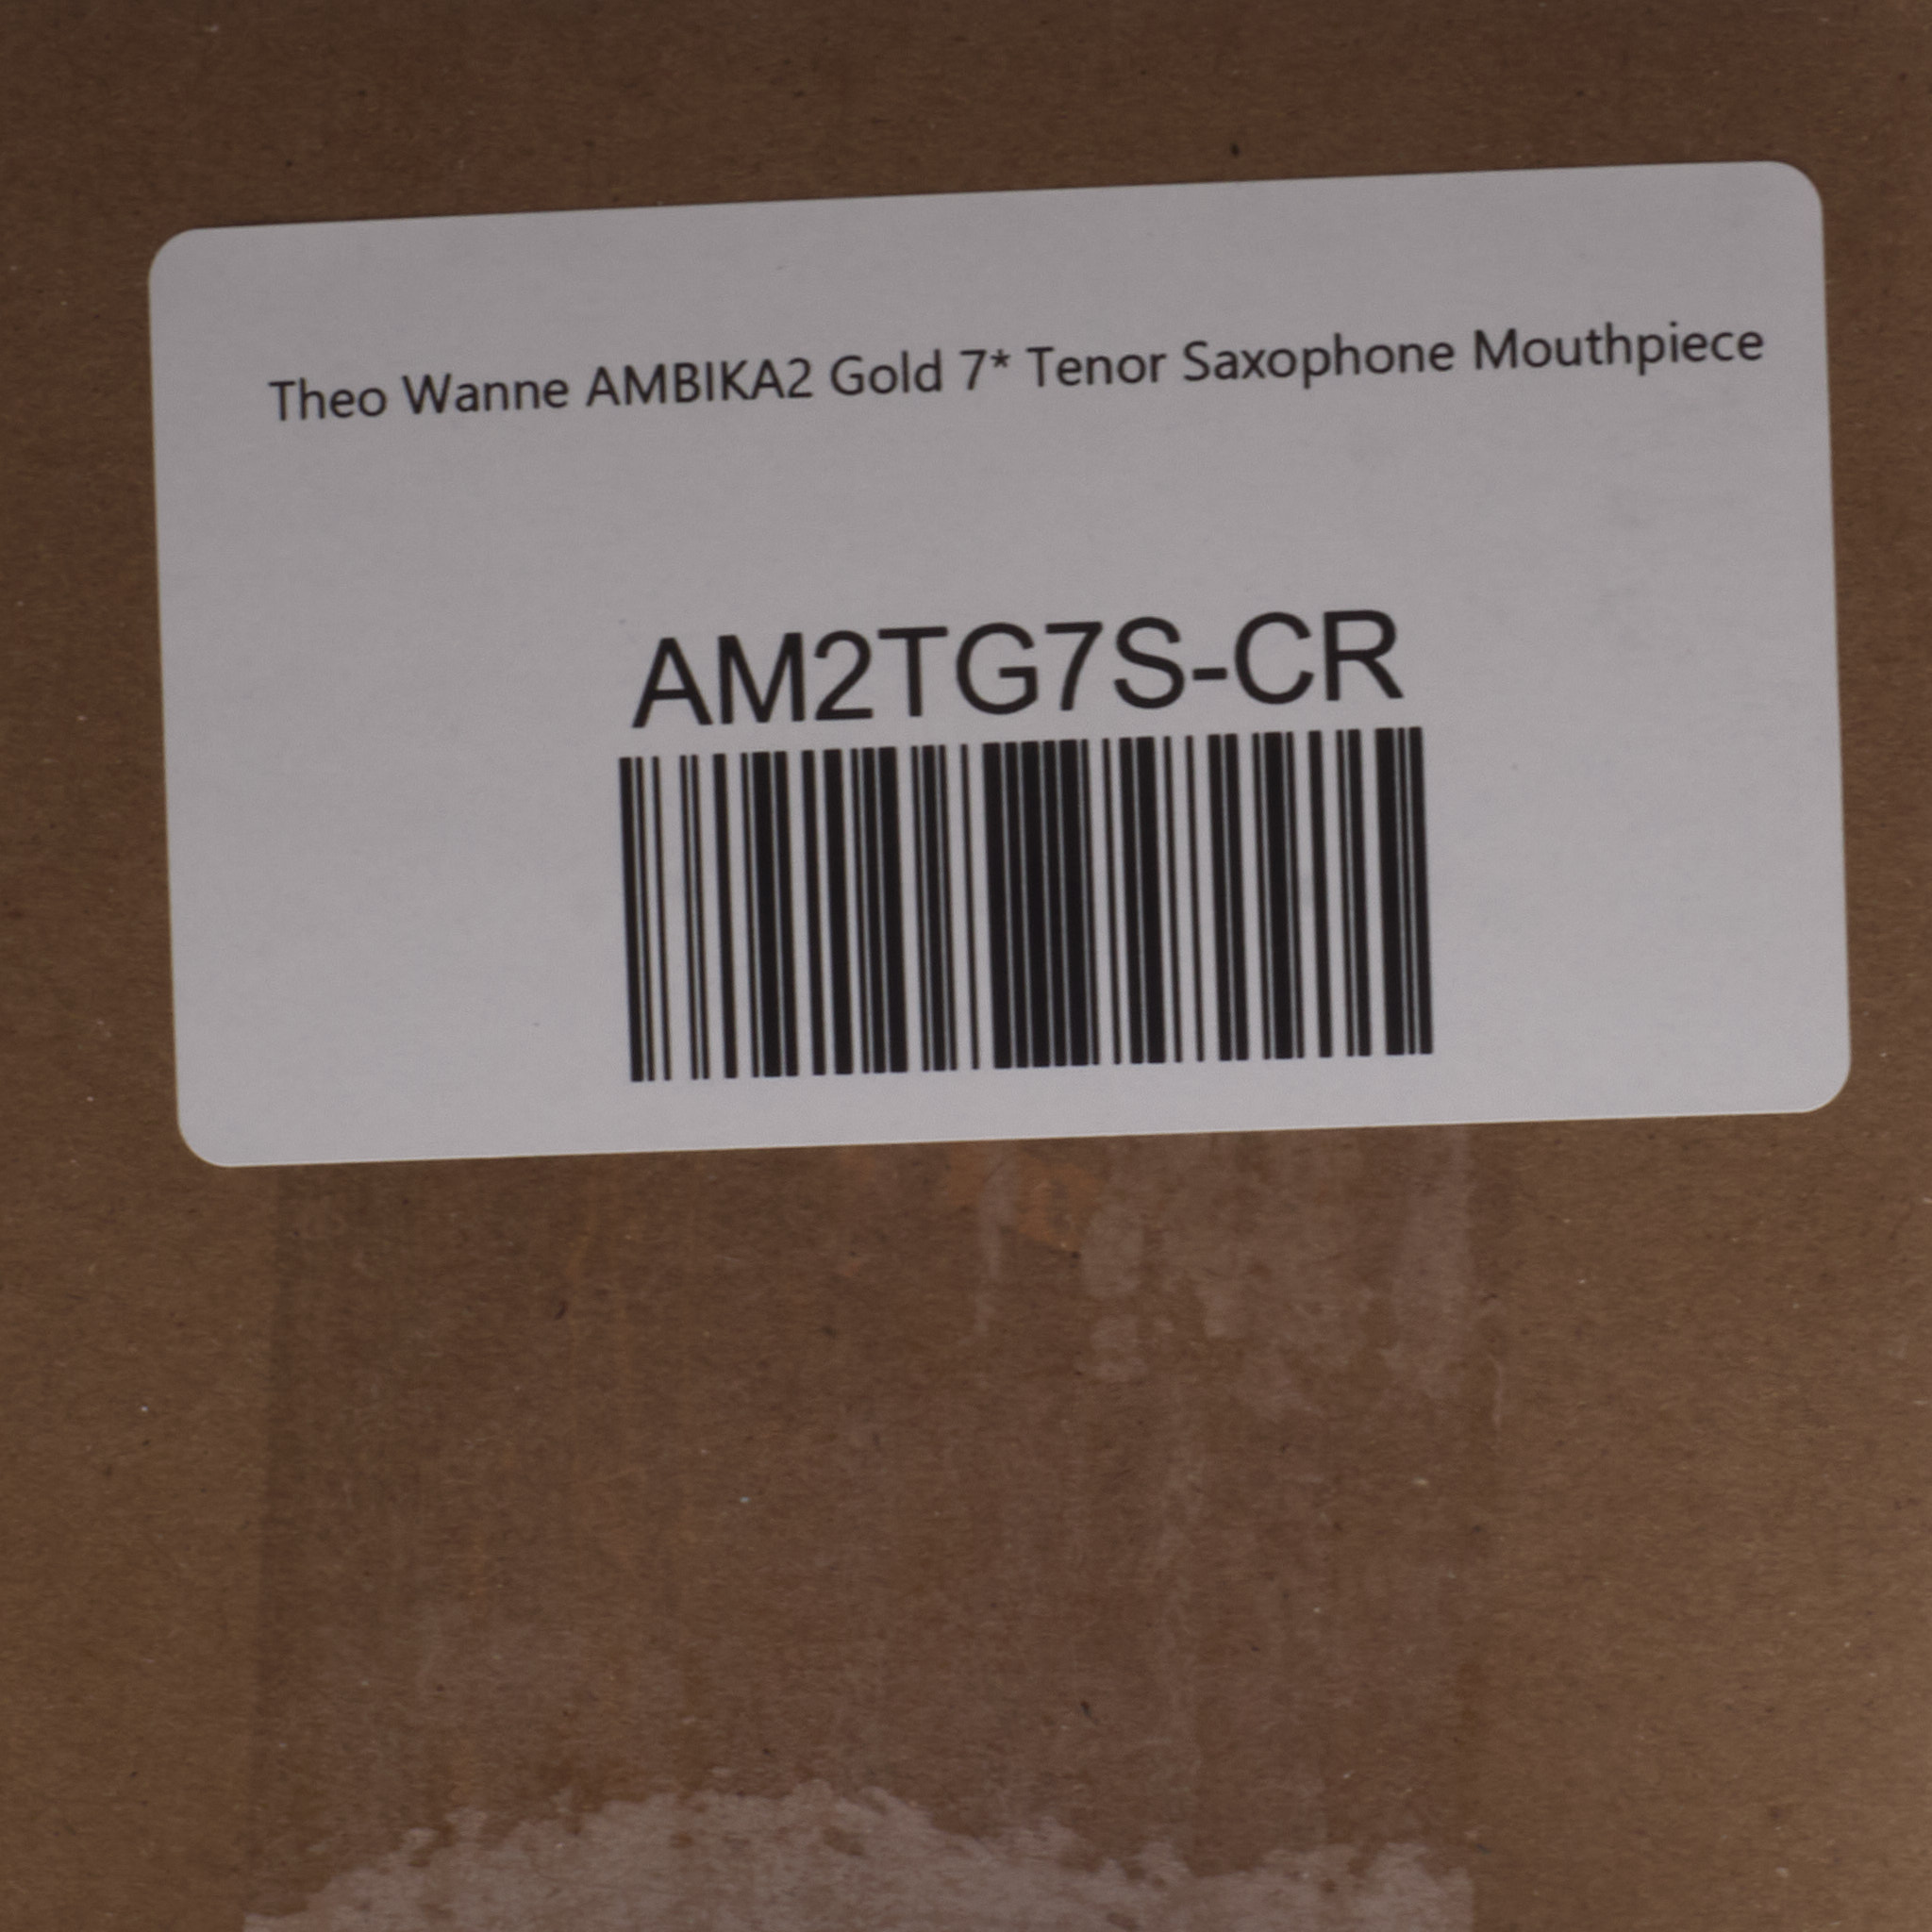 Theo Wanne AMBIKA2 Gold 7* Tenor Saxophone Mouthpiece
AM2TG7S-CR